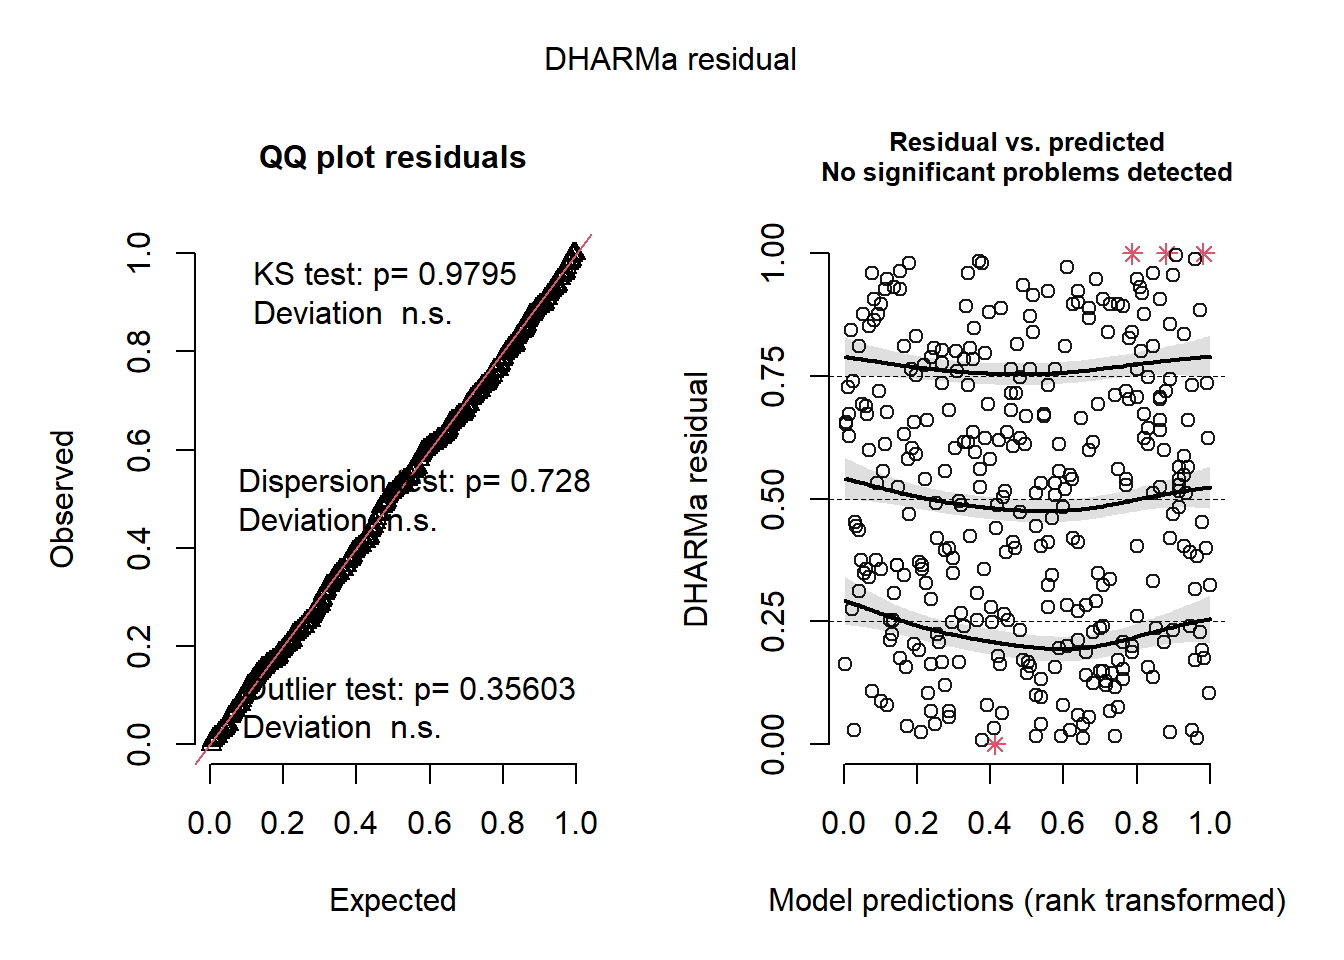 DHARMa residual
QQ plot residuals
KS test: p= 0.9795
Deviation  n.s.
Dispersion test: p= 0.728
Deviation n.s.
Outlier test: p= 0.35603
Deviation  n.s.
Observed
0.0 0.2 0.4 0.6 0.8 1.0
0.0 0.2 0.4 0.6 0.8 1.0
Expected
Residual vs. predicted
No significant problems detected
DHARMa residual
0.00 0.25 0.50 0.75 1.00
0.0 0.2 0.4 0.6 0.8 1.0
Model predictions (rank transformed)